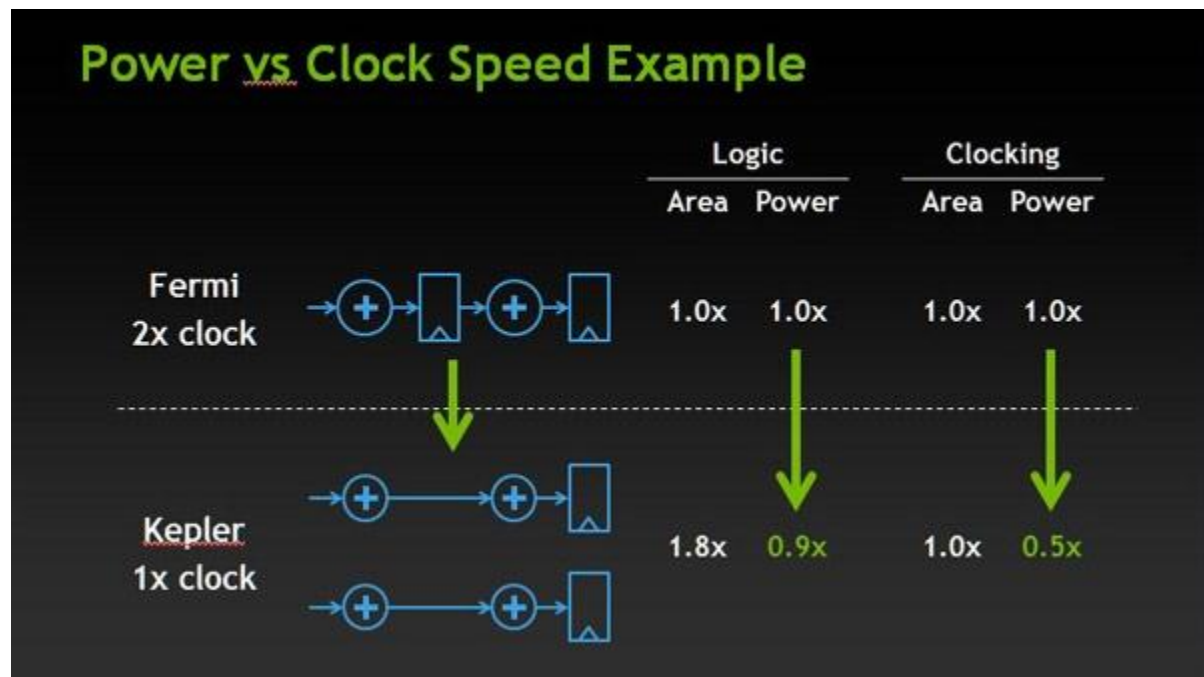 Power vs Clock Speed Example
Logic Clocking
Area Power Area Power
Fermi
2x clock
1.0x 1.0x 1.0x 1.0x
Kepler
1x clock
1.8x 0.9x 1.0x 0.5x